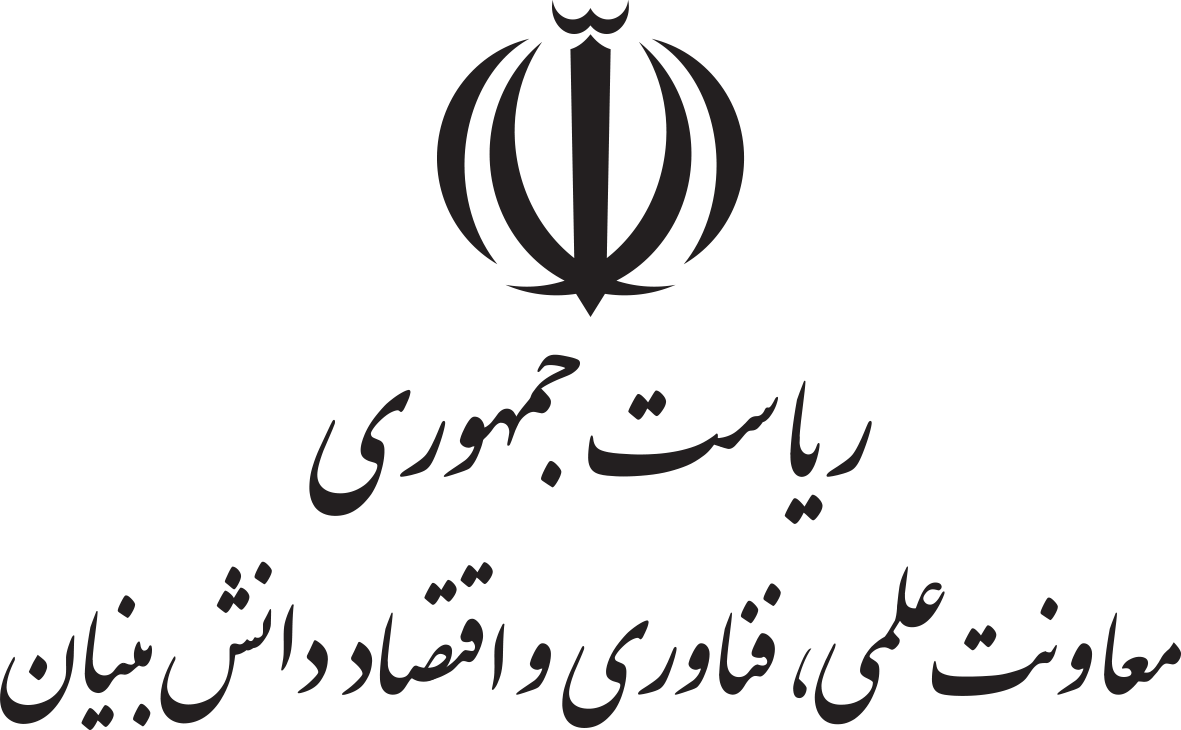 ریاست جمهوری
معاونت علمی، فناوری و اقتصاد دانش بنیان